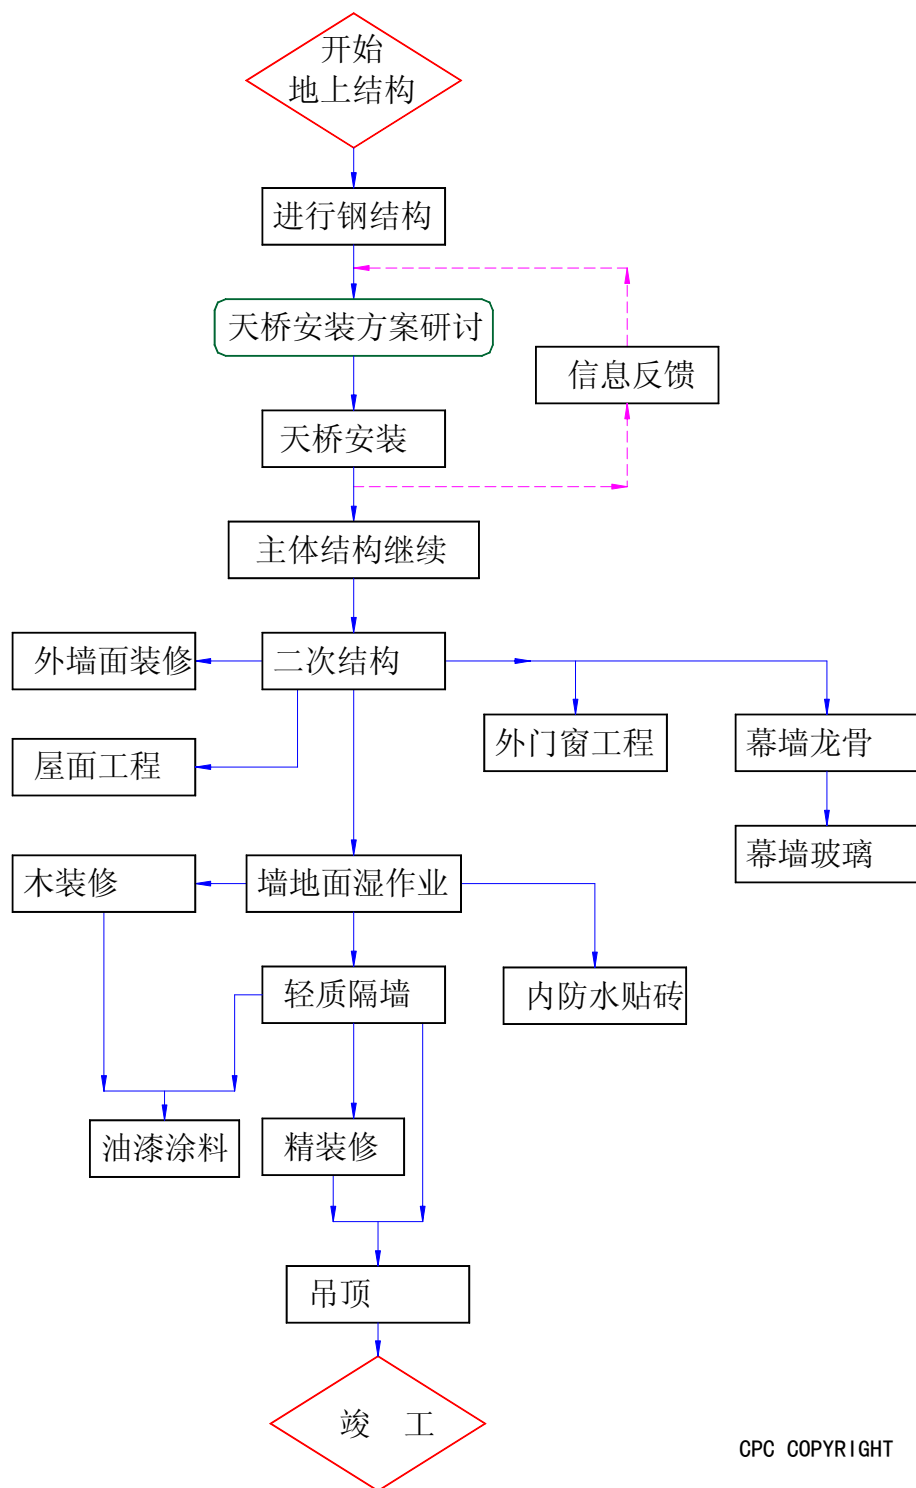 开始
地上结构
进行钢结构
天桥安装方案研讨
信息反馈
天桥安装
主体结构继续
外墙面装修
二次结构
外门窗工程
幕墙龙骨
屋面工程
幕墙玻璃
木装修
墙地面湿作业
轻质隔墙
内防水贴砖
油漆涂料
精装修
吊顶
竣 工
CPC COPYRIGHT